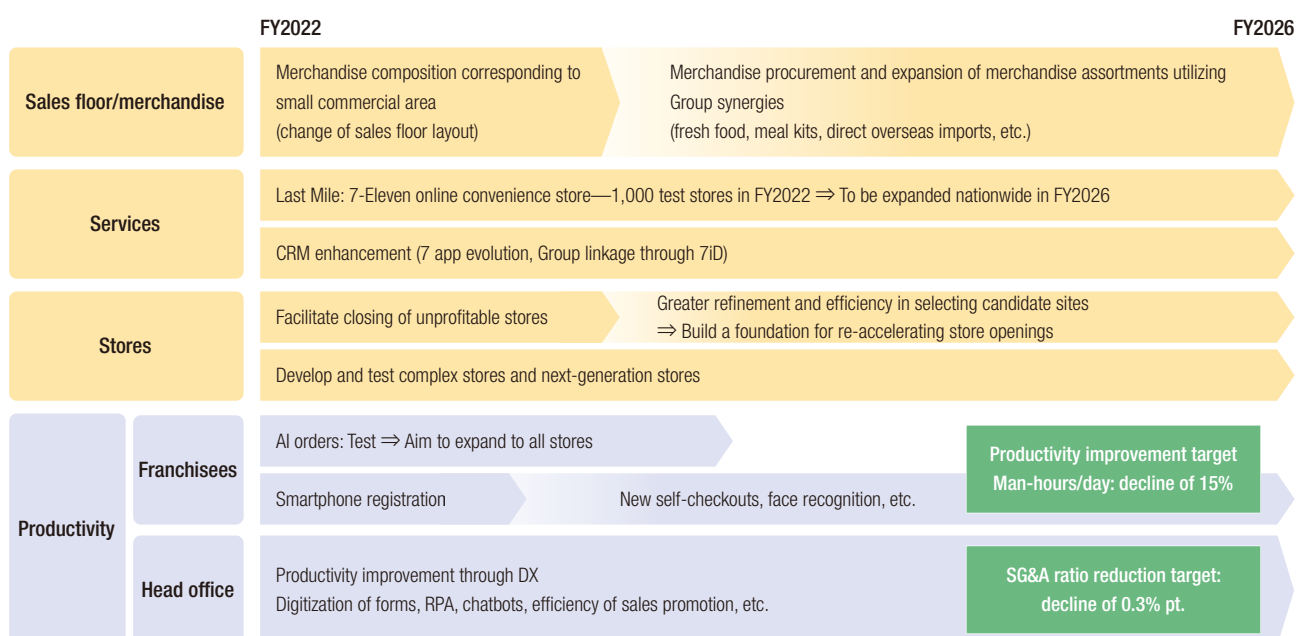 FY2022
FY2026
Sales floor/merchandise
Merchandise composition corresponding to
small commercial area
(change of sales floor layout)
Merchandise procurement and expansion of merchandise assortments utilizing
Group synergies
(fresh food, meal kits, direct overseas imports, etc.)
Services
Last Mile: 7-Eleven online convenience store—1,000 test stores in FY2022 ⇒ To be expanded nationwide in FY2026
CRM enhancement (7 app evolution, Group linkage through 7iD)
Stores
Facilitate closing of unprofitable stores
Greater refinement and efficiency in selecting candidate sites
⇒ Build a foundation for re-accelerating store openings
Develop and test complex stores and next-generation stores
Productivity
Franchisees
AI orders: Test ⇒ Aim to expand to all stores
Smartphone registration
New self-checkouts, face recognition, etc.
Productivity improvement target
Man-hours/day: decline of 15%
Head office
Productivity improvement through DX
Digitization of forms, RPA, chatbots, efficiency of sales promotion, etc.
SG&A ratio reduction target:
decline of 0.3% pt.